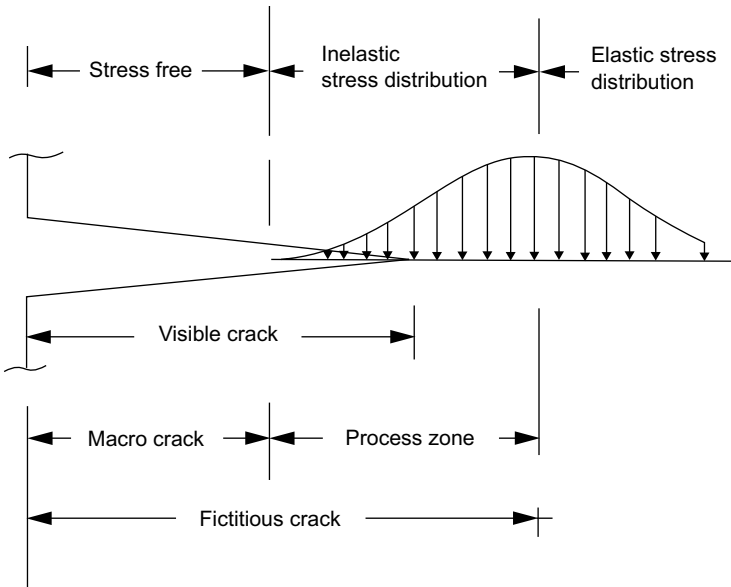 Stress free
Inelastic
stress distribution
Elastic stress
distribution
Visible crack
Macro crack
Process zone
Fictitious crack